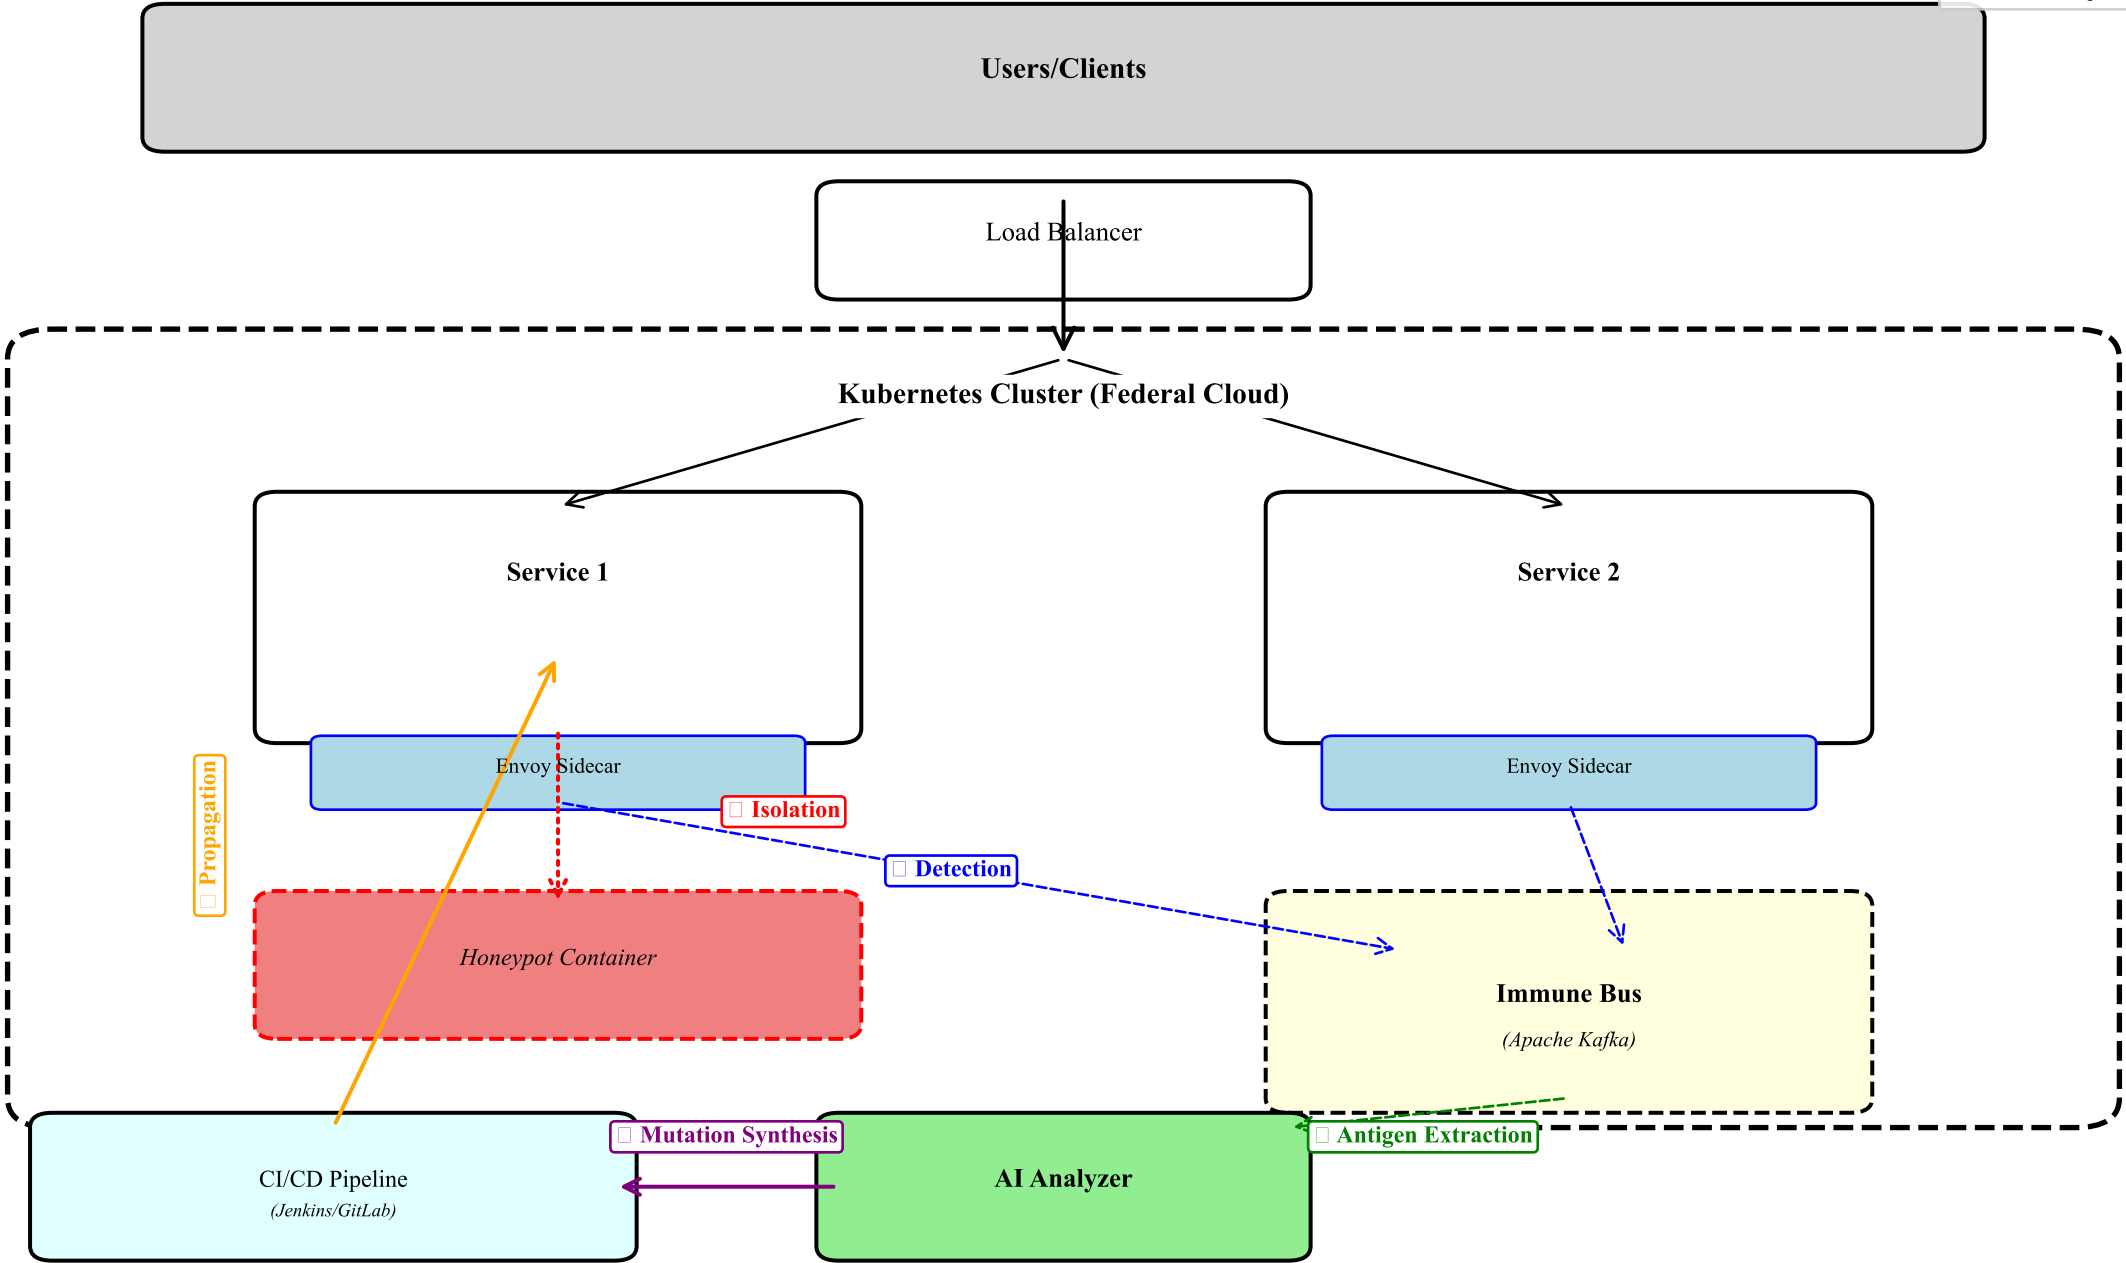 Users/Clients
Load Balancer
Kubernetes Cluster (Federal Cloud)
Service 1
Service 2
Envoy Sidecar
Envoy Sidecar
Isolation
Propagation
Detection
Honeypot Container
Immune Bus
(Apache Kafka)
Mutation Synthesis
Antigen Extraction
CI/CD Pipeline
(Jenkins/GitLab)
AI Analyzer